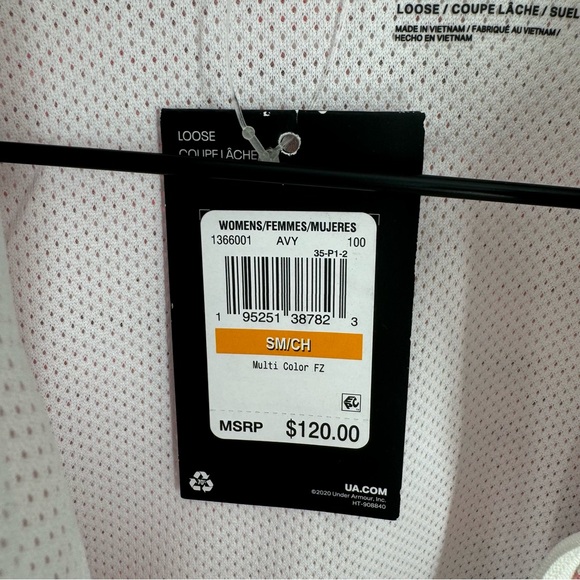 LOOSE / COUPE LÂCHE / SUEL
MADE IN VIETNAM / FABRIQUÉ AU VIETNAM /
HECHO EN VIETNAM
LOOSE
COUPE LÂCHE
WOMENS/FEMMES/MUJERES
1366001 AVY 100
35-P1-2
1 95251 38782 3
SM/CH
Multi Color FZ
MSRP $120.00
UA.COM
©2020 Under Armour, Inc.
HT-908840